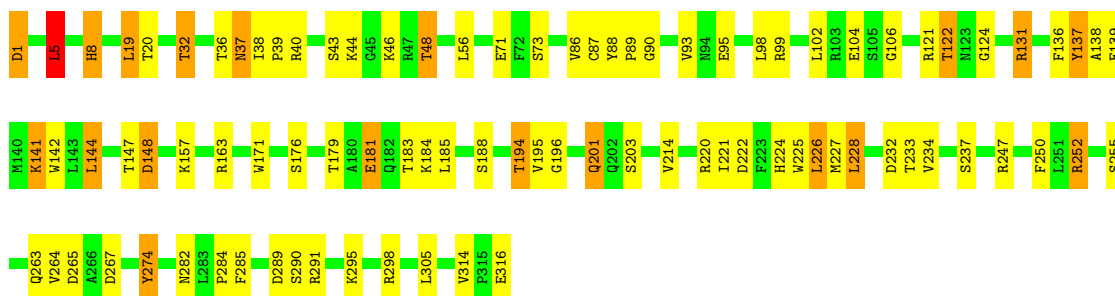 D1 L5 H8 L19 T20 T32 T36 N37 I38 P39 R40 S43 K44 G45 K46 R47 T48 L56 E71 F72 S73 V86 C87 Y88 P89 G90 V93 N94 E95 L98 R99 L102 R103 E104 S105 G106 R121 T122 N123 G124 R131 F136 Y137 A138 E139
M140 K141 W142 L143 L144 T147 D148 K157 R163 W171 S176 T179 A180 E181 Q182 T183 K184 L185 S188 T194 V195 G196 Q201 Q202 S203 V214 R220 I221 D222 F223 H224 W225 L226 M227 L228 D232 T233 V234 S237 R247 F250 L251 R252 S255
Q263 V264 D265 A266 D267 Y274 N282 L283 P284 F285 D289 S290 R291 K295 R298 L305 V314 P315 E316